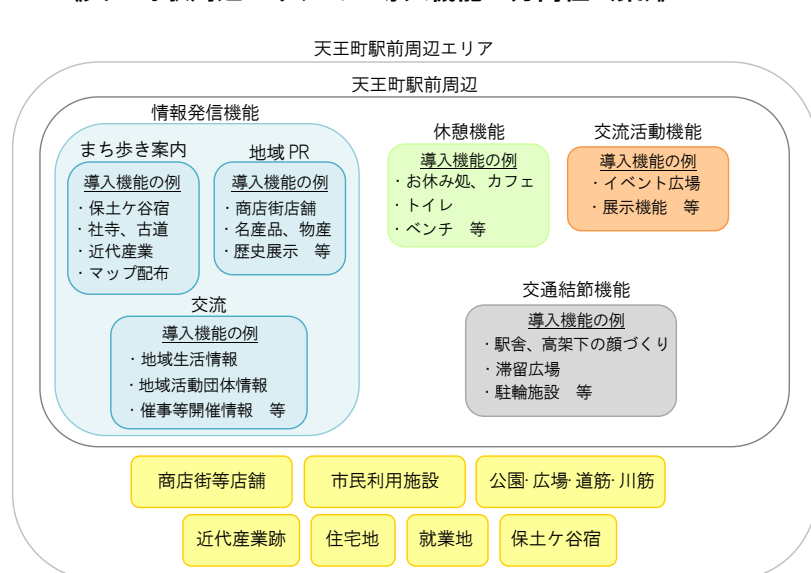 天王町駅前周辺エリア
天王町駅前周辺
情報発信機能
まち歩き案内
導入機能の例
・保土ケ谷宿
・社寺、古道
・近代産業
・マップ配布
地域 PR
導入機能の例
・商店街店舗
・名産品、物産
・歴史展示 等
交流
導入機能の例
・地域生活情報
・地域活動団体情報
・催事等開催情報 等
休憩機能
導入機能の例
・お休み処、カフェ
・トイレ
・ベンチ 等
交流活動機能
導入機能の例
・イベント広場
・展示機能 等
交通結節機能
導入機能の例
・駅舎、高架下の顔づくり
・滞留広場
・駐輪施設 等
商店街等店舗
市民利用施設
公園・広場・道筋・川筋
近代産業跡
住宅地
就業地
保土ケ谷宿